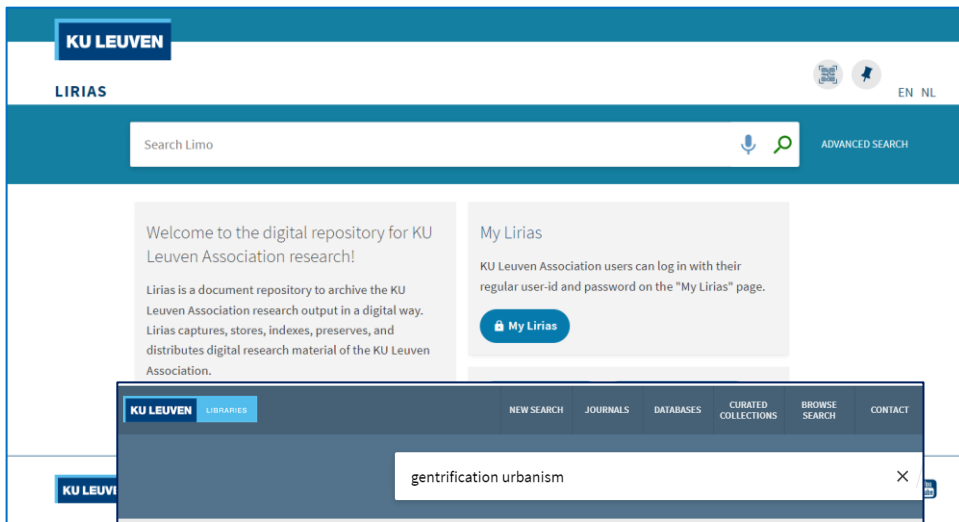 KU LEUVEN
LIRIAS
EN NL
Search Limo
ADVANCED SEARCH
Welcome to the digital repository for KU
Leuven Association research!
Lirias is a document repository to archive the KU
Leuven Association research output in a digital way.
Lirias captures, stores, indexes, preserves, and
distributes digital research material of the KU Leuven
Association.
My Lirias
KU Leuven Association users can log in with their
regular user-id and password on the "My Lirias" page.
My Lirias
KU LEUVEN LIBRARIES
NEW SEARCH JOURNALS DATABASES CURATED COLLECTIONS BROWSE SEARCH CONTACT
gentrification urbanism
KU LEUV